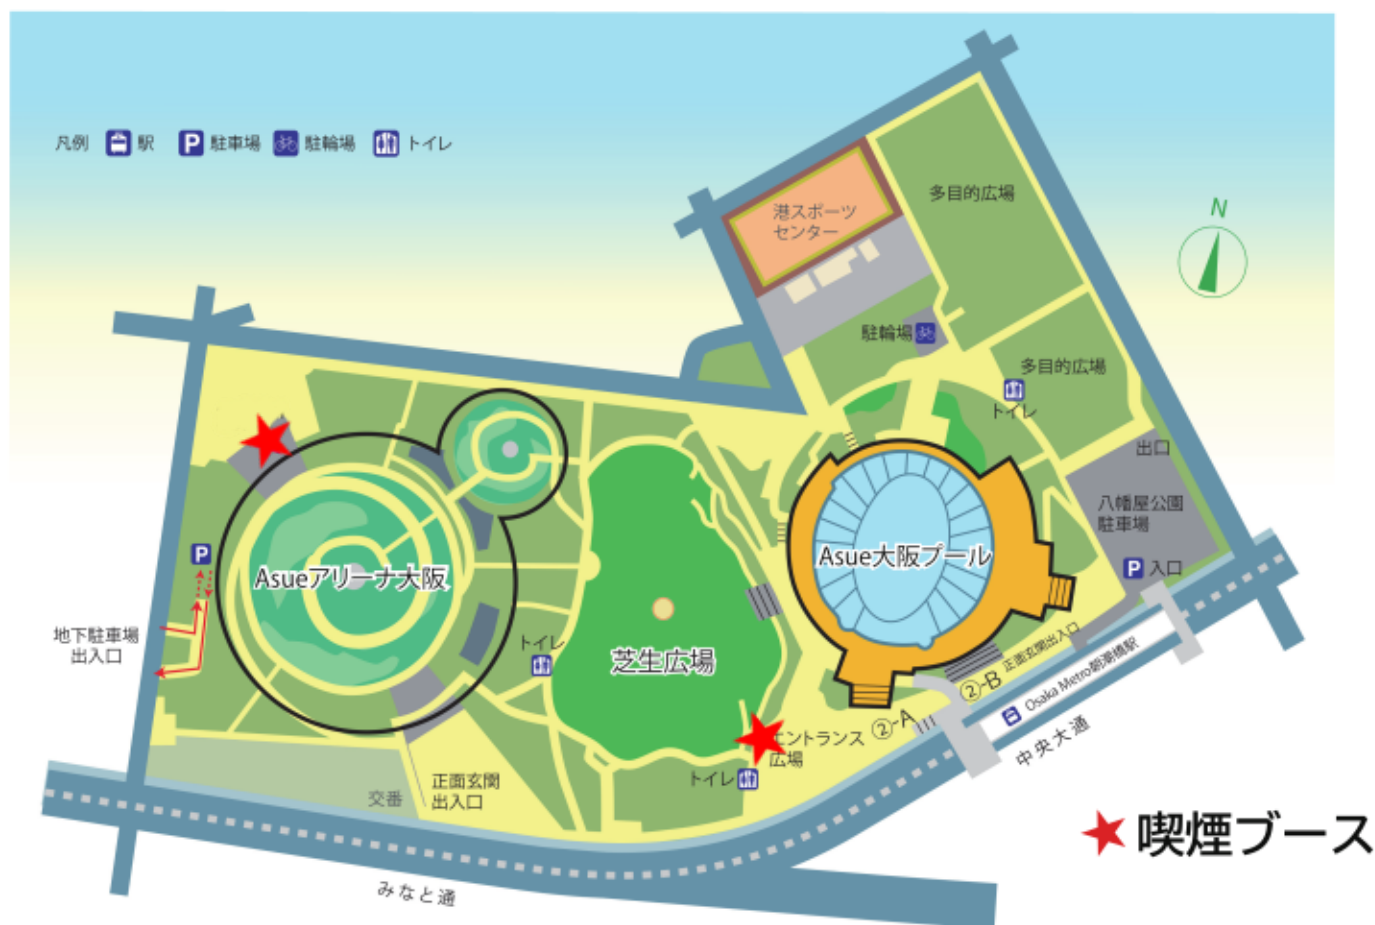 凡例 駅 P 駐車場 駐輪場 トイレ
多目的広場
N
港スポーツ
センター
駐輪場
多目的広場
トイレ
出口
八幡屋公園
駐車場
P 入口
Asue大阪プール
Asueアリーナ大阪
P
地下駐車場
出入口
トイレ
芝生広場
正面玄関出入口
②-B
②-A
Osaka Metro朝潮橋駅
中央大通
エントランス
広場
トイレ
正面玄関
出入口
交番
みなと通
喫煙ブース